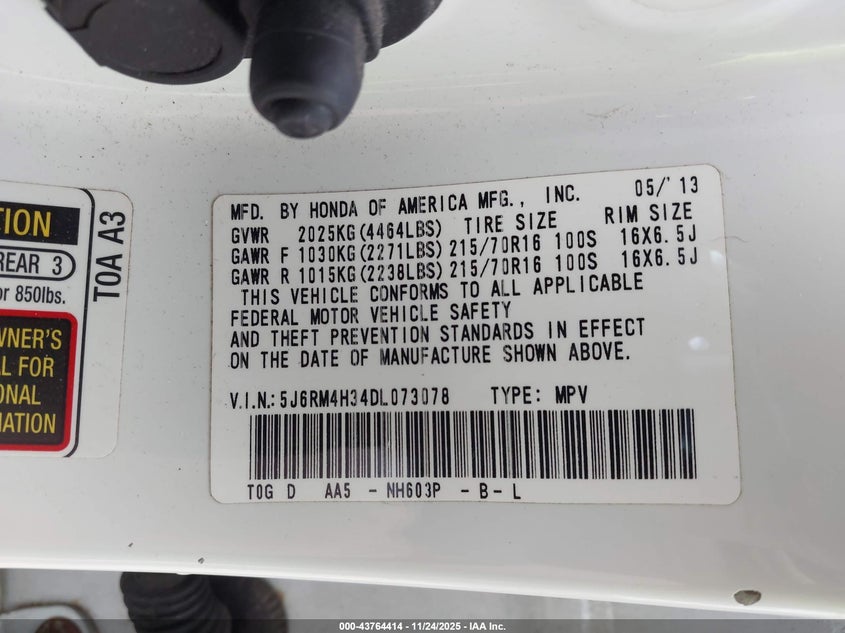 MFD. BY HONDA OF AMERICA MFG., INC. 05/'13
GVWR 2025KG(4464LBS) TIRE SIZE RIM SIZE
GAWR F 1030KG(2271LBS) 215/70R16 100S 16X6.5J
GAWR R 1015KG(2238LBS) 215/70R16 100S 16X6.5J
THIS VEHICLE CONFORMS TO ALL APPLICABLE
FEDERAL MOTOR VEHICLE SAFETY
AND THEFT PREVENTION STANDARDS IN EFFECT
ON THE DATE OF MANUFACTURE SHOWN ABOVE.
V.I.N.: 5J6RM4H34DL073078 TYPE: MPV
T0G D AA5 - NH603P - B - L
TION
REAR 3
or 850lbs.
WNER'S
AL FOR
ONAL
MATION
T0A A3
000-43764414 - 11/24/2025 - IAA Inc.